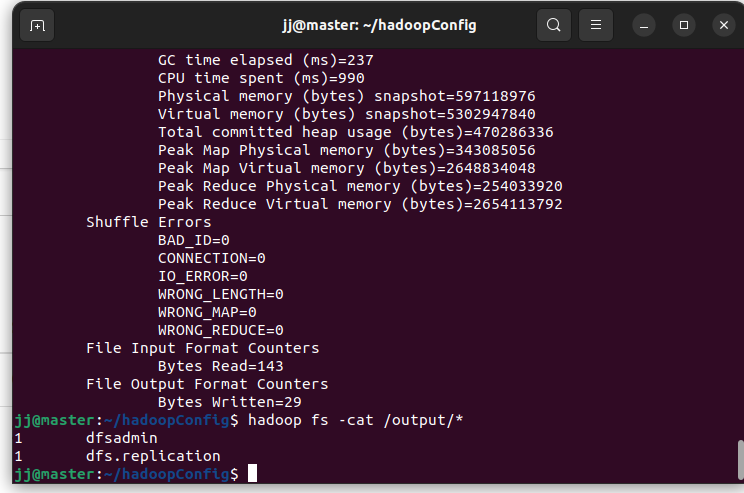 jj@master: ~/hadoopConfig
GC time elapsed (ms)=237
CPU time spent (ms)=990
Physical memory (bytes) snapshot=597118976
Virtual memory (bytes) snapshot=5302947840
Total committed heap usage (bytes)=470286336
Peak Map Physical memory (bytes)=343085056
Peak Map Virtual memory (bytes)=2648834048
Peak Reduce Physical memory (bytes)=254033920
Peak Reduce Virtual memory (bytes)=2654113792
Shuffle Errors
BAD_ID=0
CONNECTION=0
IO_ERROR=0
WRONG_LENGTH=0
WRONG_MAP=0
WRONG_REDUCE=0
File Input Format Counters
Bytes Read=143
File Output Format Counters
Bytes Written=29
jj@master:~/hadoopConfig$ hadoop fs -cat /output/*
1 dfsadmin
1 dfs.replication
jj@master:~/hadoopConfig$